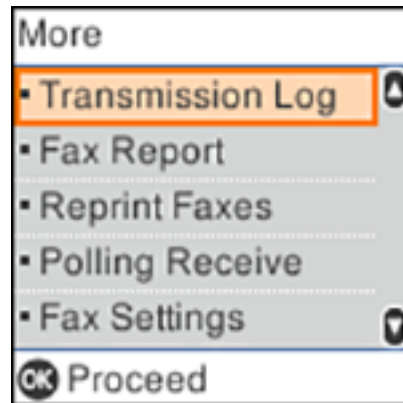 More
▪ Transmission Log
▪ Fax Report
▪ Reprint Faxes
▪ Polling Receive
▪ Fax Settings
OK Proceed